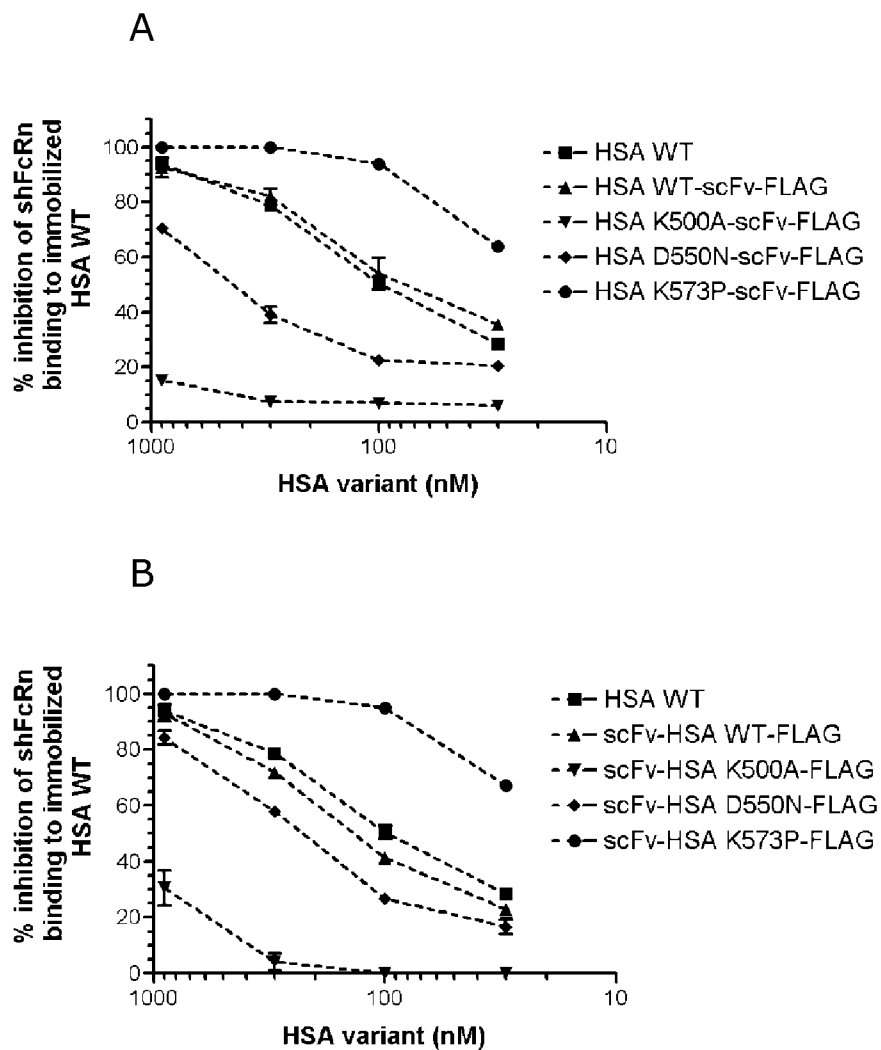 A
% inhibition of shFcRn
binding to immobilized
HSA WT
100
80
60
40
20
0
1000
100
10
HSA variant (nM)
HSA WT
HSA WT-scFv-FLAG
HSA K500A-scFv-FLAG
HSA D550N-scFv-FLAG
HSA K573P-scFv-FLAG
B
% inhibition of shFcRn
binding to immobilized
HSA WT
100
80
60
40
20
0
1000
100
10
HSA variant (nM)
HSA WT
scFv-HSA WT-FLAG
scFv-HSA K500A-FLAG
scFv-HSA D550N-FLAG
scFv-HSA K573P-FLAG